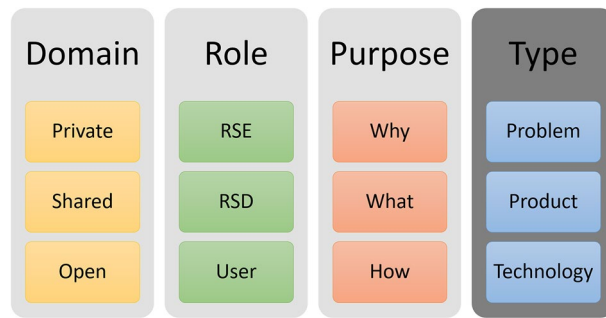 Domain
Private
Shared
Open
Role
RSE
RSD
User
Purpose
Why
What
How
Type
Problem
Product
Technology